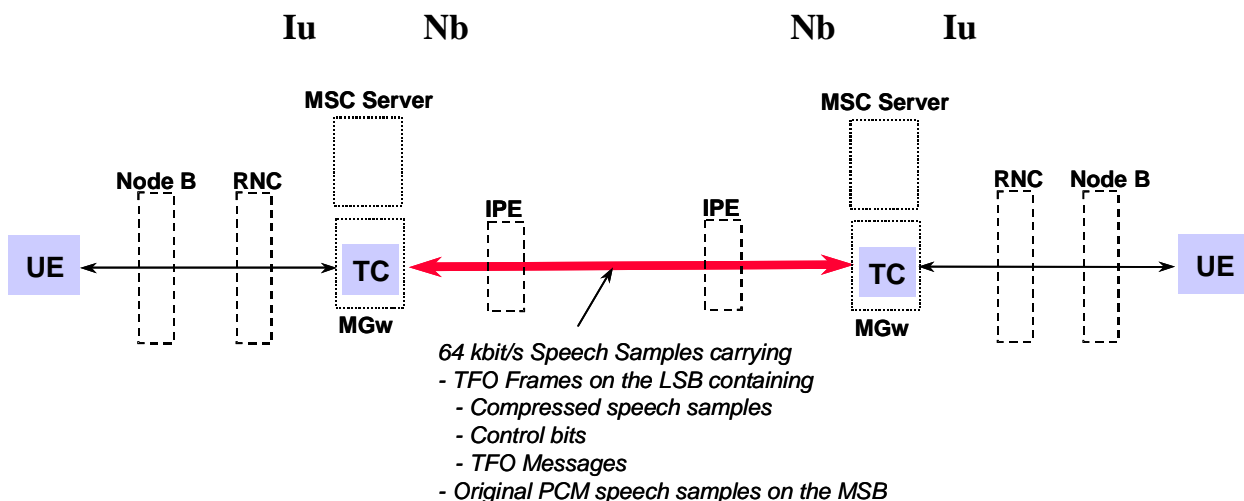 Iu Nb Nb Iu
MSC Server MSC Server
Node B RNC RNC Node B
IPE IPE
UE TC TC UE
MGw MGw
64 kbit/s Speech Samples carrying
- TFO Frames on the LSB containing
- Compressed speech samples
- Control bits
- TFO Messages
- Original PCM speech samples on the MSB